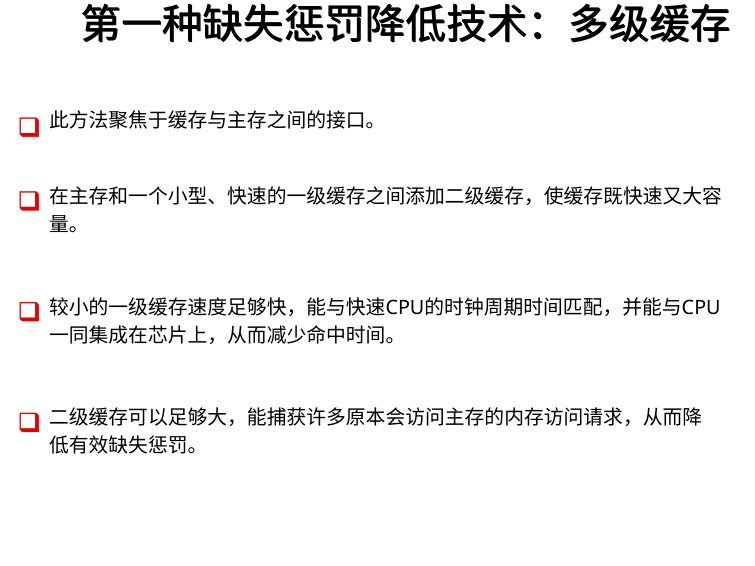 第一种缺失惩罚降低技术：多级缓存
此方法聚焦于缓存与主存之间的接口。
在主存和一个小型、快速的一级缓存之间添加二级缓存，使缓存既快速又大容
量。
较小的一级缓存速度足够快，能与快速CPU的时钟周期时间匹配，并能与CPU
一同集成在芯片上，从而减少命中时间。
二级缓存可以足够大，能捕获许多原本会访问主存的内存访问请求，从而降
低有效缺失惩罚。